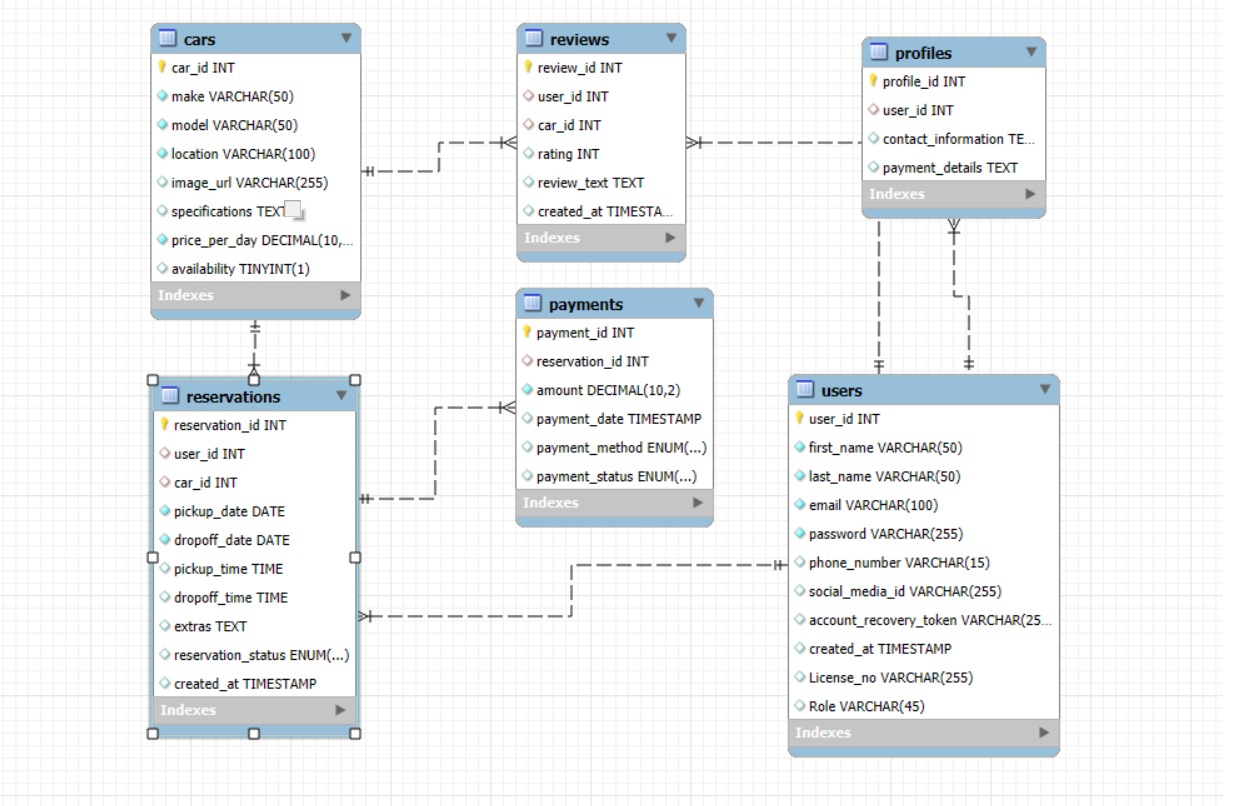 cars
car_id INT
make VARCHAR(50)
model VARCHAR(50)
location VARCHAR(100)
image_url VARCHAR(255)
specifications TEXT
price_per_day DECIMAL(10,...
availability TINYINT(1)
Indexes
reviews
review_id INT
user_id INT
car_id INT
rating INT
review_text TEXT
created_at TIMESTA...
Indexes
profiles
profile_id INT
user_id INT
contact_information TE...
payment_details TEXT
Indexes
payments
payment_id INT
reservation_id INT
amount DECIMAL(10,2)
payment_date TIMESTAMP
payment_method ENUM(...)
payment_status ENUM(...)
Indexes
reservations
reservation_id INT
user_id INT
car_id INT
pickup_date DATE
dropoff_date DATE
pickup_time TIME
dropoff_time TIME
extras TEXT
reservation_status ENUM(...)
created_at TIMESTAMP
Indexes
users
user_id INT
first_name VARCHAR(50)
last_name VARCHAR(50)
email VARCHAR(100)
password VARCHAR(255)
phone_number VARCHAR(15)
social_media_id VARCHAR(255)
account_recovery_token VARCHAR(25...
created_at TIMESTAMP
License_no VARCHAR(255)
Role VARCHAR(45)
Indexes